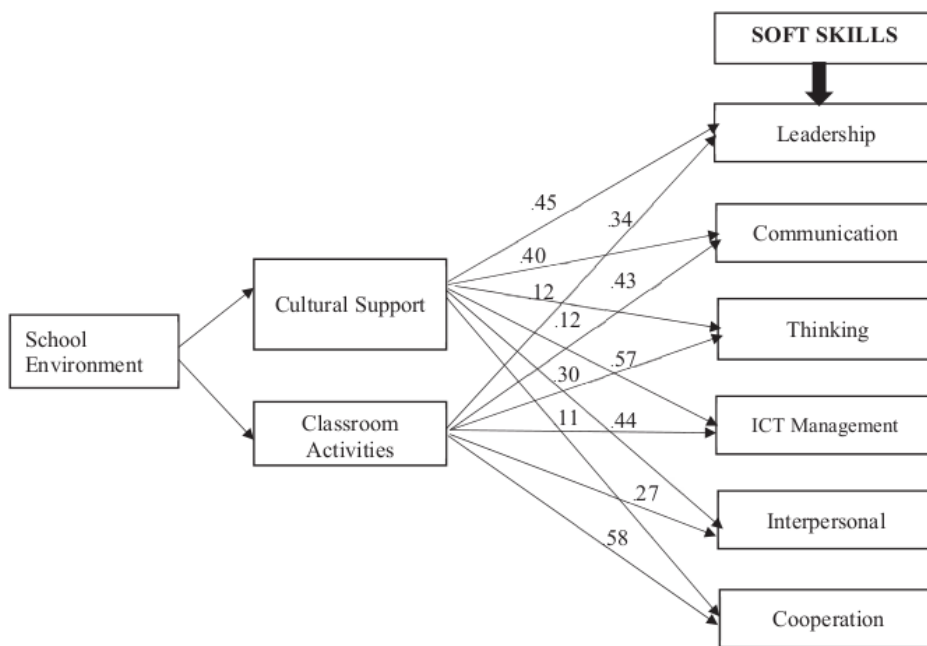 SOFT SKILLS
Leadership
.45
.34
Communication
.40
.43
Cultural Support
.12
.12
Thinking
School
Environment
.57
.30
Classroom
Activities
.11
.44
ICT Management
.27
Interpersonal
.58
Cooperation